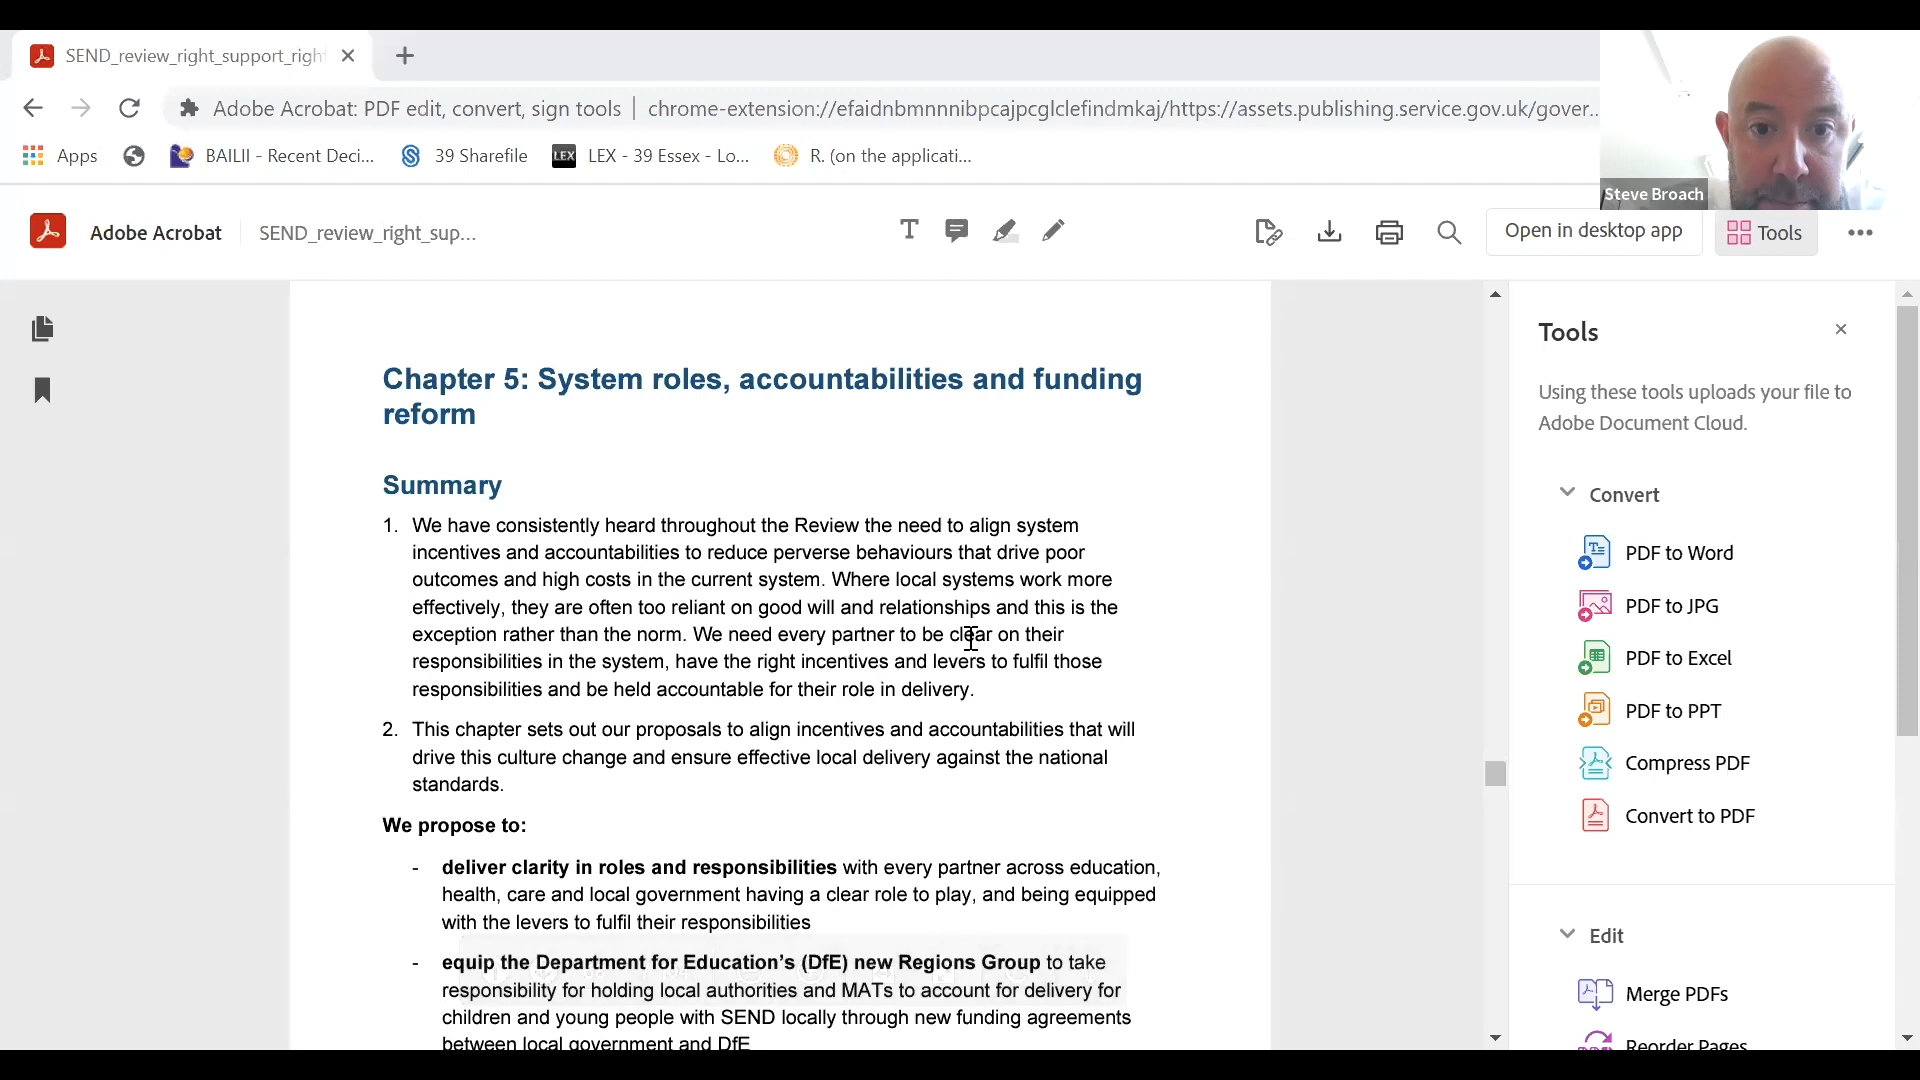 SEND_review_right_support_right
Adobe Acrobat: PDF edit, convert, sign tools | chrome-extension://efaidnbmnnnibpcajpcglclefindmkaj/https://assets.publishing.service.gov.uk/gover...
Apps
BAILII - Recent Deci...
39 Sharefile
LEX
LEX - 39 Essex - Lo...
R. (on the applicati...
Steve Broach
Adobe Acrobat
SEND_review_right_sup...
Open in desktop app
Tools
Chapter 5: System roles, accountabilities and funding
reform
Summary
1. We have consistently heard throughout the Review the need to align system
incentives and accountabilities to reduce perverse behaviours that drive poor
outcomes and high costs in the current system. Where local systems work more
effectively, they are often too reliant on good will and relationships and this is the
exception rather than the norm. We need every partner to be clear on their
responsibilities in the system, have the right incentives and levers to fulfil those
responsibilities and be held accountable for their role in delivery.
2. This chapter sets out our proposals to align incentives and accountabilities that will
drive this culture change and ensure effective local delivery against the national
standards.
We propose to:
- deliver clarity in roles and responsibilities with every partner across education,
health, care and local government having a clear role to play, and being equipped
with the levers to fulfil their responsibilities
- equip the Department for Education’s (DfE) new Regions Group to take
responsibility for holding local authorities and MATs to account for delivery for
children and young people with SEND locally through new funding agreements
between local government and DfE
Tools
Using these tools uploads your file to
Adobe Document Cloud.
Convert
PDF to Word
PDF to JPG
PDF to Excel
PDF to PPT
Compress PDF
Convert to PDF
Edit
Merge PDFs
Reorder Pages